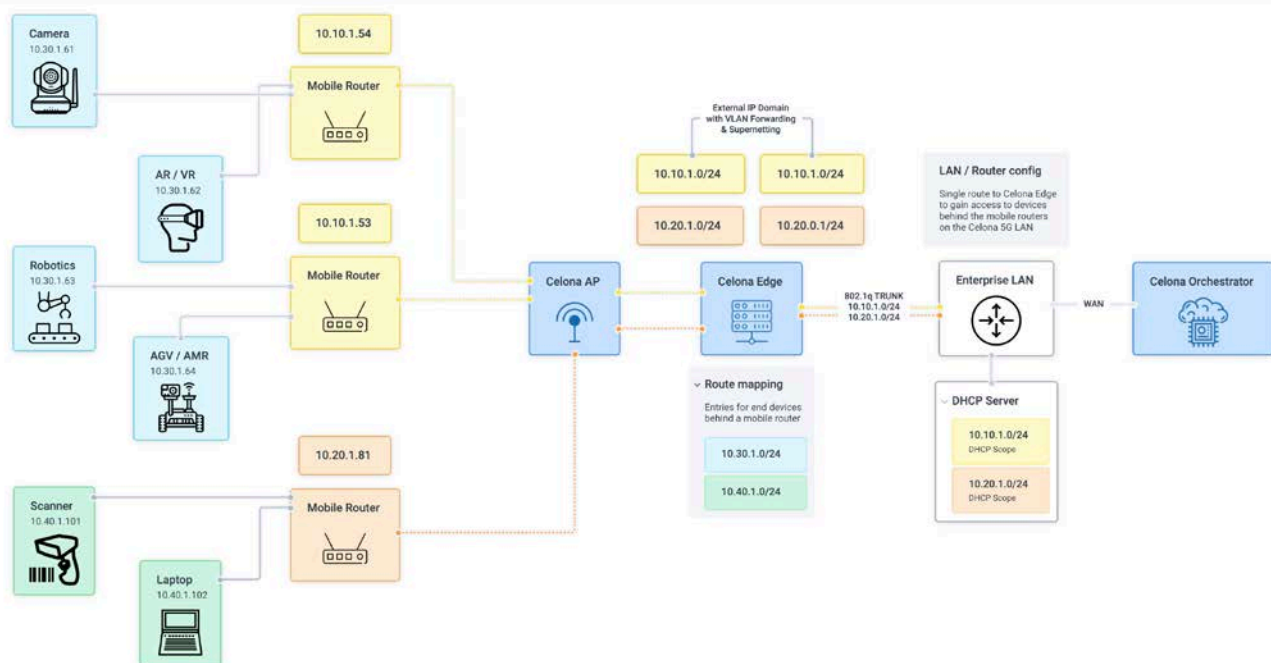 Camera
10.30.1.61
10.10.1.54
Mobile Router
AR / VR
10.30.1.62
10.10.1.53
Mobile Router
Robotics
10.30.1.63
AGV / AMR
10.30.1.64
10.20.1.81
Mobile Router
Scanner
10.40.1.101
Laptop
10.40.1.102
Celona AP
External IP Domain
with VLAN Forwarding
& Supernetting
10.10.1.0/24
10.10.1.0/24
10.20.1.0/24
10.20.0.1/24
Celona Edge
Route mapping
Entries for end devices
behind a mobile router
10.30.1.0/24
10.40.1.0/24
802.1q TRUNK
10.10.1.0/24
10.20.1.0/24
LAN / Router config
Single route to Celona Edge
to gain access to devices
behind the mobile routers
on the Celona 5G LAN
Enterprise LAN
DHCP Server
10.10.1.0/24
DHCP Scope
10.20.1.0/24
DHCP Scope
WAN
Celona Orchestrator